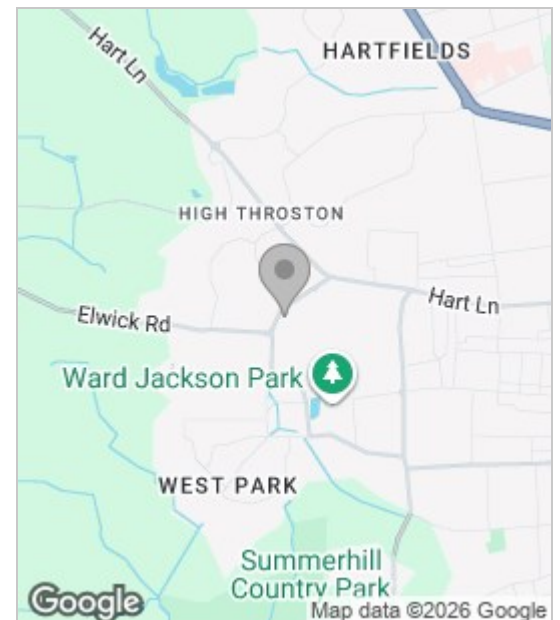 Hart Ln
HARTFIELDS
HIGH THROSTON
Hart Ln
Elwick Rd
Ward Jackson Park
WEST PARK
Summerhill
Country Park
Google
Map data ©2026 Google